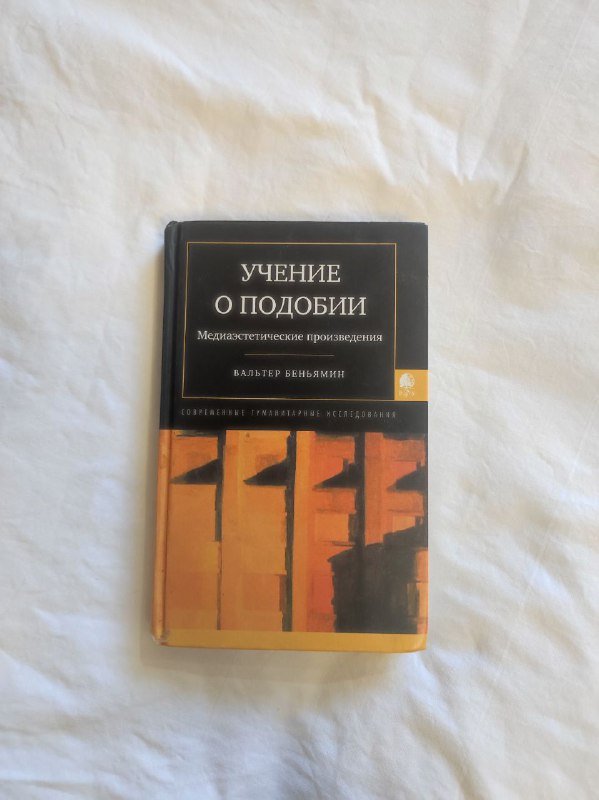 УЧЕНИЕ
О ПОДОБИИ
Медиаэстетические произведения
ВАЛЬТЕР БЕНЬЯМИН
СОВРЕМЕННЫЕ ГУМАНИТАРНЫЕ ИССЛЕДОВАНИЯ